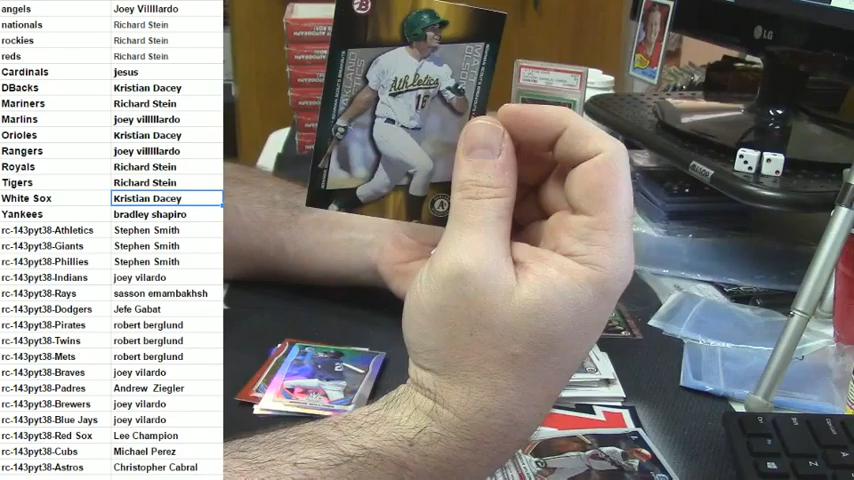 angels Joey Villllardo
nationals Richard Stein
rockies Richard Stein
reds Richard Stein
Cardinals jesus
DBacks Kristian Dacey
Mariners Richard Stein
Marlins joey villlllardo
Orioles Kristian Dacey
Rangers joey villlllardo
Royals Richard Stein
Tigers Richard Stein
White Sox Kristian Dacey
Yankees bradley shapiro
rc-143pyt38-Athletics Stephen Smith
rc-143pyt38-Giants Stephen Smith
rc-143pyt38-Phillies Stephen Smith
rc-143pyt38-Indians joey vilardo
rc-143pyt38-Rays sasson emambakhsh
rc-143pyt38-Dodgers Jefe Gabat
rc-143pyt38-Pirates robert berglund
rc-143pyt38-Twins robert berglund
rc-143pyt38-Mets robert berglund
rc-143pyt38-Braves joey vilardo
rc-143pyt38-Padres Andrew Ziegler
rc-143pyt38-Brewers joey vilardo
rc-143pyt38-Blue Jays joey vilardo
rc-143pyt38-Red Sox Lee Champion
rc-143pyt38-Cubs Michael Perez
rc-143pyt38-Astros Christopher Cabral
B
MATT OLSON
Athletics
16
LG